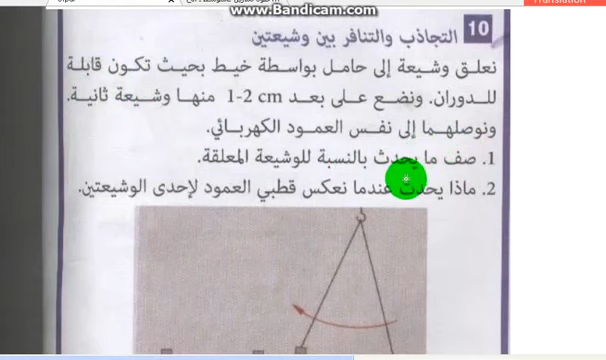 www.Bandicam.com
Translation
10 التجاذب والتنافر بين وشيعتين
نعلق وشيعة إلى حامل بواسطة خيط بحيث تكون قابلة
للدوران. ونضع على بعد 1-2 cm منها وشيعة ثانية.
ونوصلهما إلى نفس العمود الكهربائي.
1. صف ما يحدث بالنسبة للوشيعة المعلقة.
2. ماذا يحدث عندما نعكس قطبي العمود لإحدى الوشيعتين.